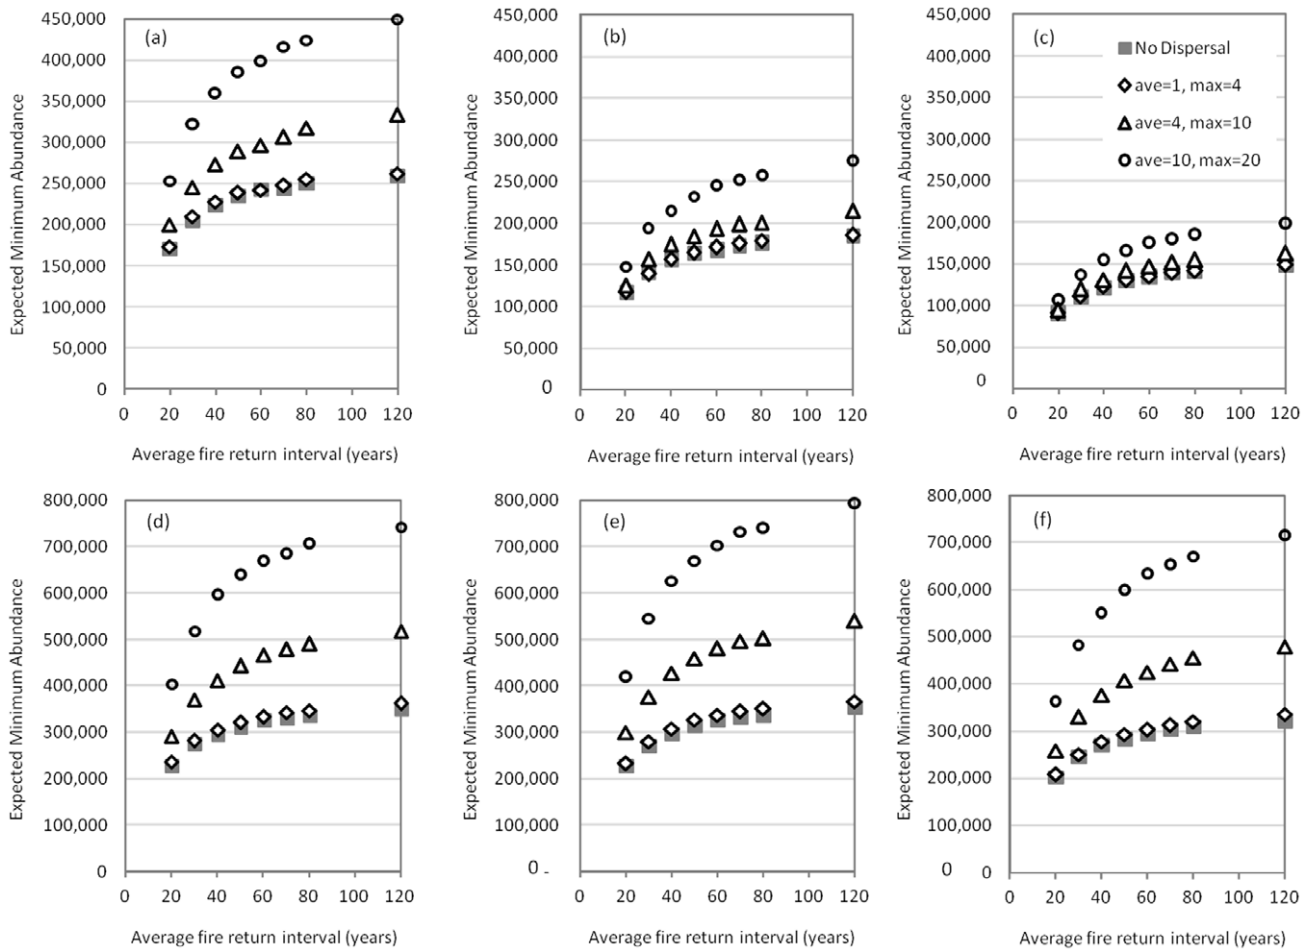 (a)
450,000
400,000
350,000
300,000
250,000
200,000
150,000
100,000
50,000
0
Expected Minimum Abundance
0 20 40 60 80 100 120
Average fire return interval (years)
(b)
450,000
400,000
350,000
300,000
250,000
200,000
150,000
100,000
50,000
0
Expected Minimum Abundance
0 20 40 60 80 100 120
Average fire return interval (years)
(c)
No Dispersal
ave=1, max=4
ave=4, max=10
ave=10, max=20
450,000
400,000
350,000
300,000
250,000
200,000
150,000
100,000
50,000
0
Expected Minimum Abundance
0 20 40 60 80 100 120
Average fire return interval (years)
(d)
800,000
700,000
600,000
500,000
400,000
300,000
200,000
100,000
0
Expected Minimum Abundance
0 20 40 60 80 100 120
Average fire return interval (years)
(e)
800,000
700,000
600,000
500,000
400,000
300,000
200,000
100,000
0 -
Expected Minimum Abundance
0 20 40 60 80 100 120
Average fire return interval (years)
(f)
800,000
700,000
600,000
500,000
400,000
300,000
200,000
100,000
0 0
Expected Minimum Abundance
0 20 40 60 80 100 120
Average fire return interval (years)